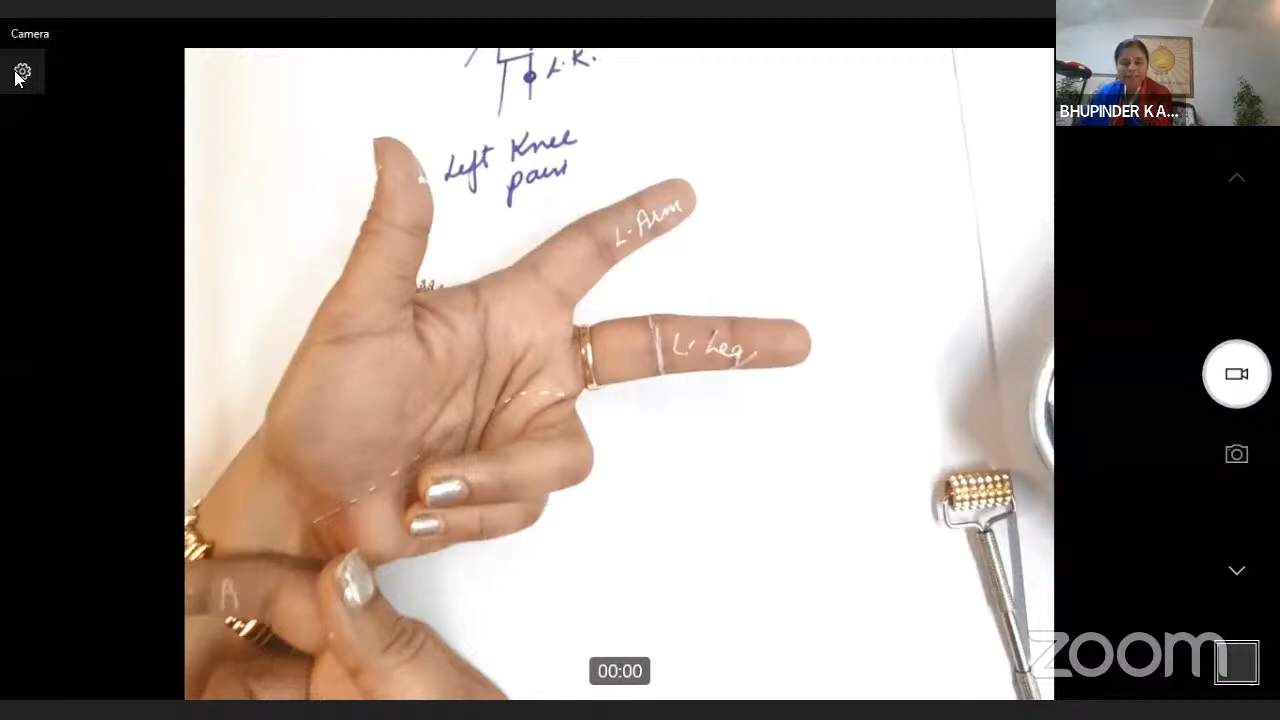 Camera
L.K.
BHUPINDER K A...
Left Knee
pain
L. Arm
L. Leg
A
00:00
zoom